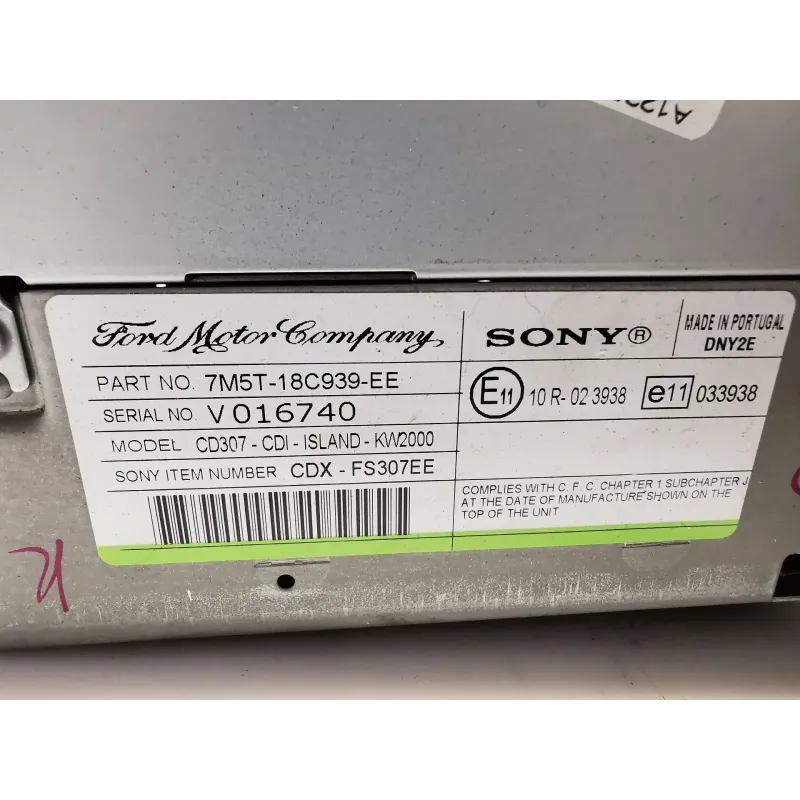 A122
Ford Motor Company
SONY®
MADE IN PORTUGAL
DNY2E
PART NO. 7M5T-18C939-EE
SERIAL NO. V016740
MODEL CD307 - CDI - ISLAND - KW2000
SONY ITEM NUMBER CDX - FS307EE
E11 10 R- 02 3938 e11 033938
COMPLIES WITH C. F. C. CHAPTER 1 SUBCHAPTER J
AT THE DATE OF MANUFACTURE SHOWN ON THE
TOP OF THE UNIT